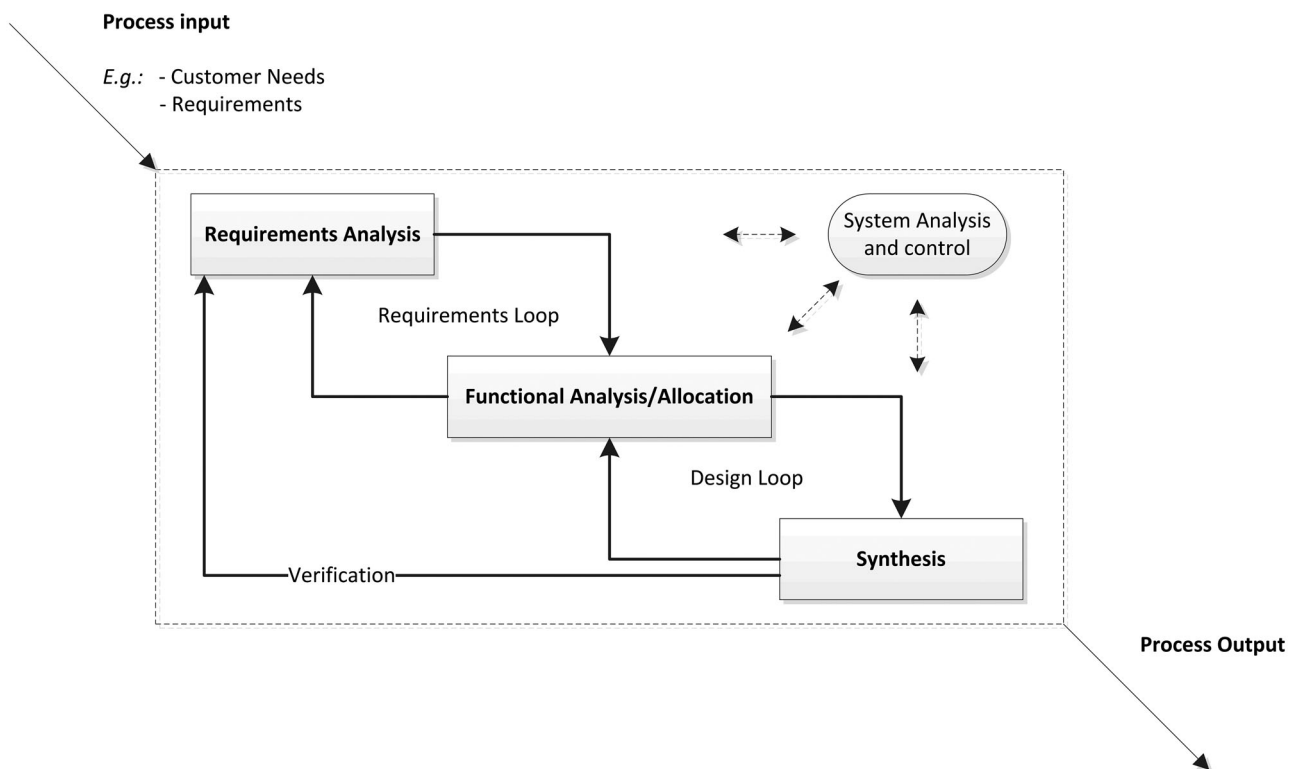 Process input
E.g.: - Customer Needs
- Requirements
Requirements Analysis
System Analysis
and control
Requirements Loop
Functional Analysis/Allocation
Design Loop
Synthesis
Verification
Process Output